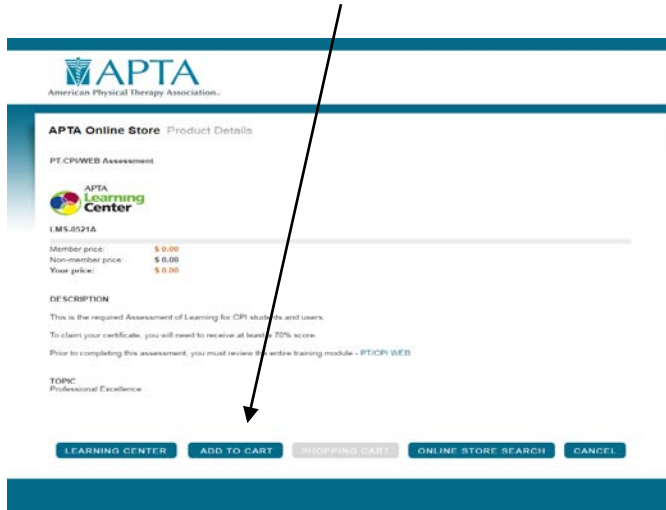 APTA
American Physical Therapy Association.
APTA Online Store Product Details
PT.CPI/WEB Assessment
APTA
Learning
Center
LMS-0521A
Member price: $ 0.00
Non-member price $ 0.00
Your price: $ 0.00
DESCRIPTION
This is the required Assessment of Learning for CPI students and users.
To claim your certificate, you will need to receive at least a 70% score
Prior to completing this assessment, you must review the entire training module - PT/CPI WEB
TOPIC
Professional Excellence
LEARNING CENTER ADD TO CART SHOPPING CART ONLINE STORE SEARCH CANCEL